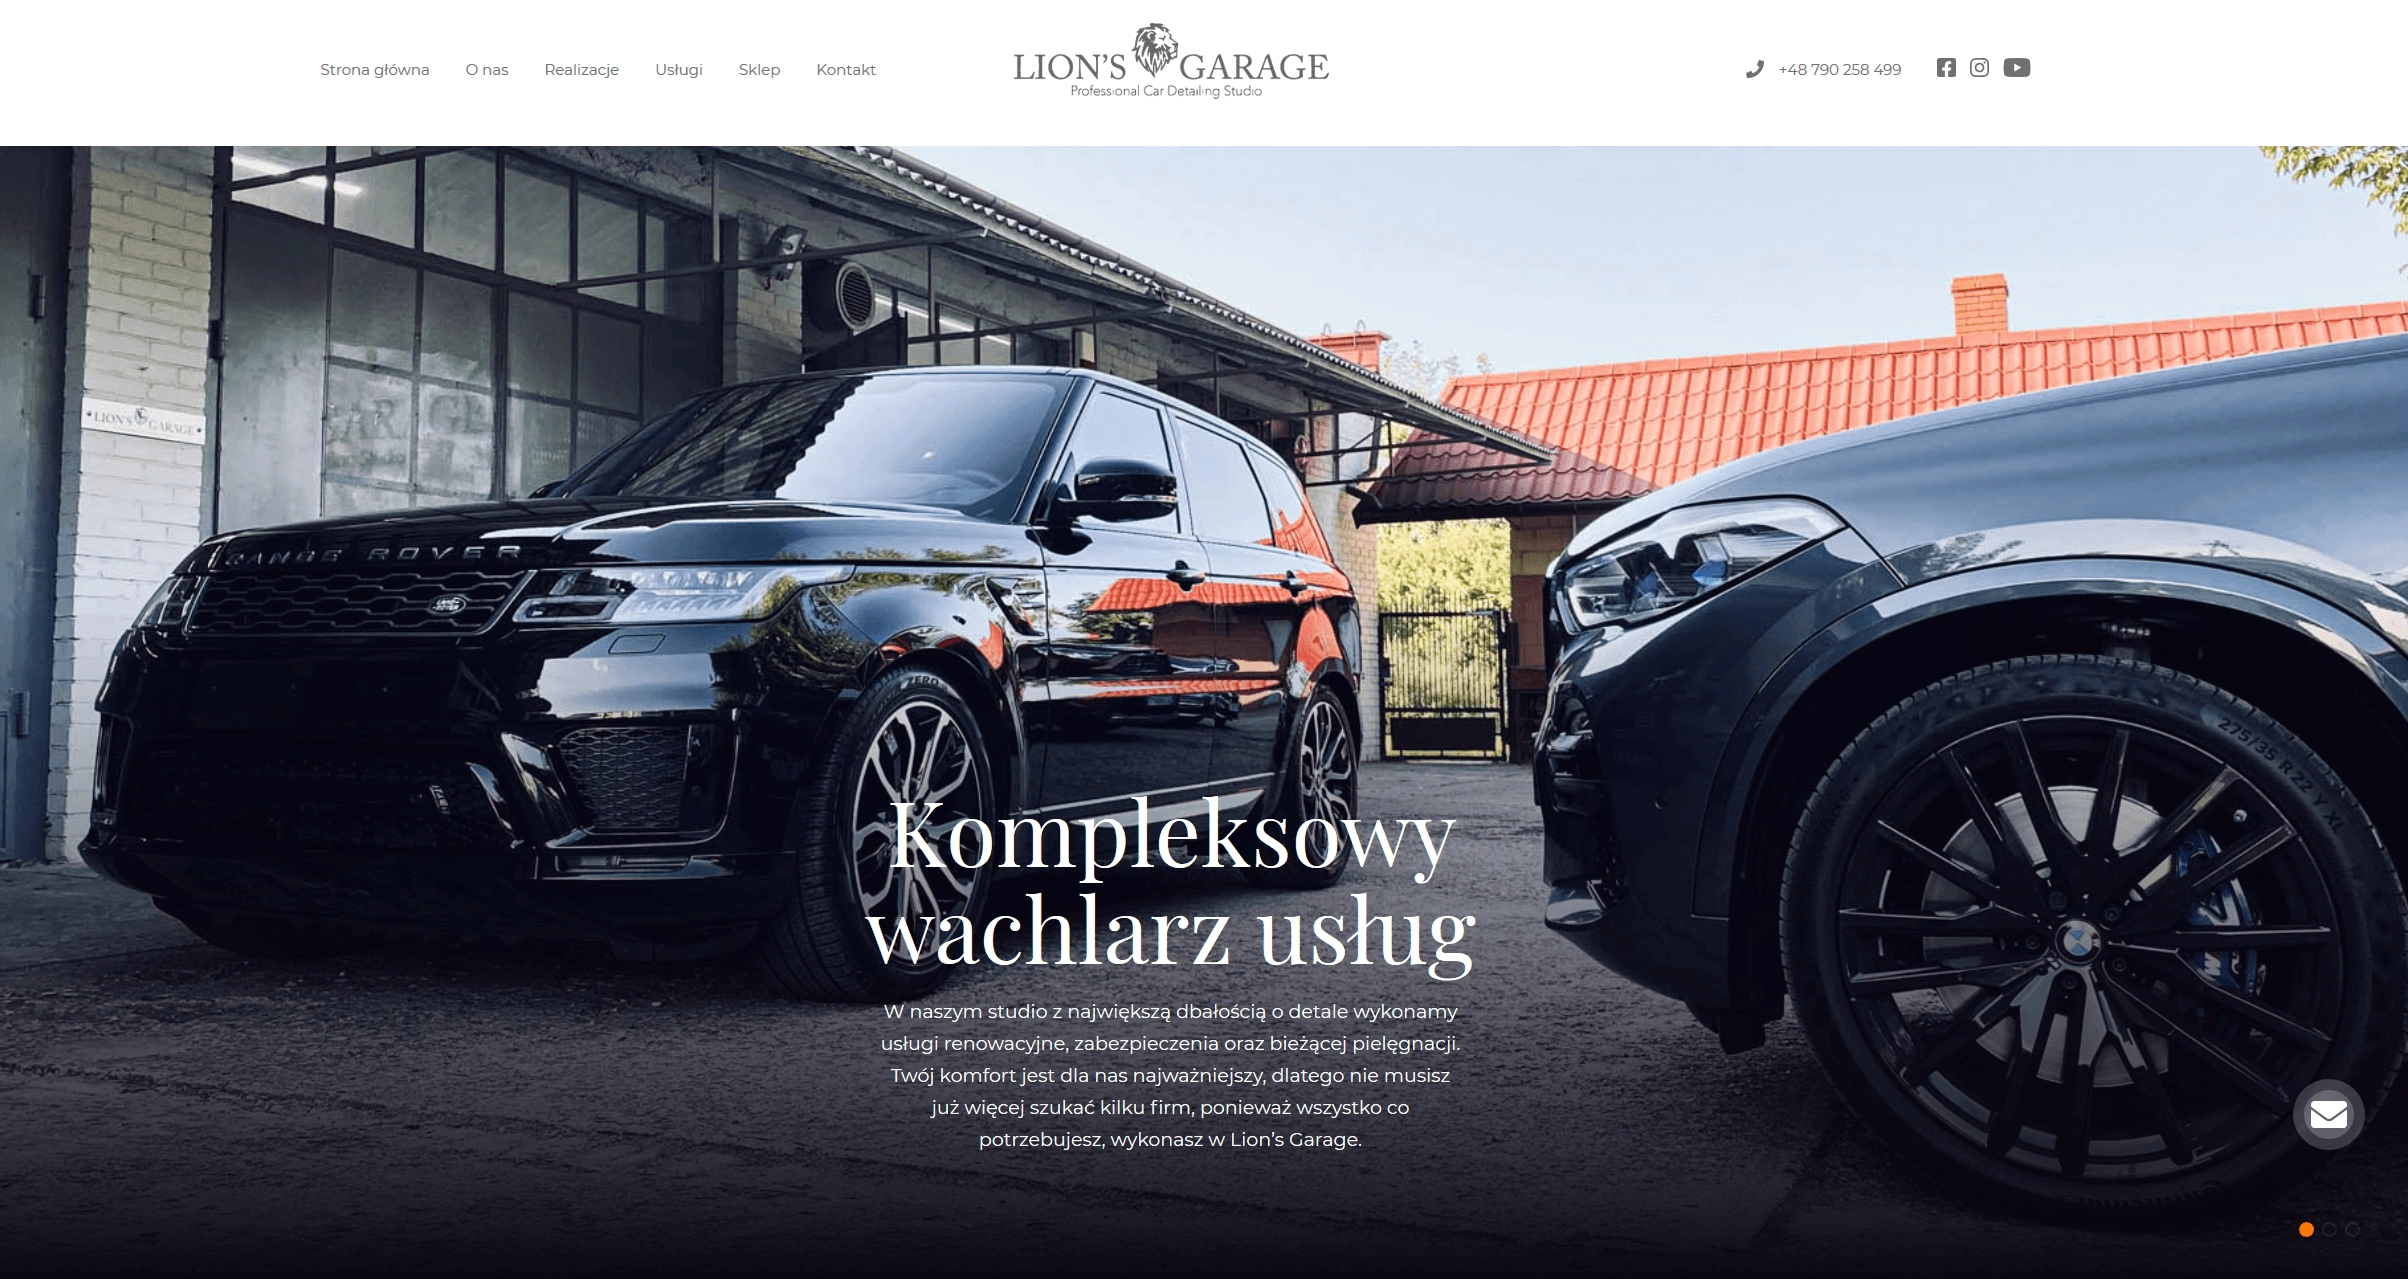 Strona główna
O nas
Realizacje
Usługi
Sklep
Kontakt
LION'S GARAGE
Professional Car Detailing Studio
+48 790 258 499
LION'S GARAGE
RANGE ROVER
LAND ROVER
ZERO
275/35 R 22 Y XL
M
Kompleksowy
wachlarz usług
W naszym studio z największą dbałością o detale wykonamy
usługi renowacyjne, zabezpieczenia oraz bieżącej pielęgnacji.
Twój komfort jest dla nas najważniejszy, dlatego nie musisz
już więcej szukać kilku firm, ponieważ wszystko co
potrzebujesz, wykonasz w Lion’s Garage.